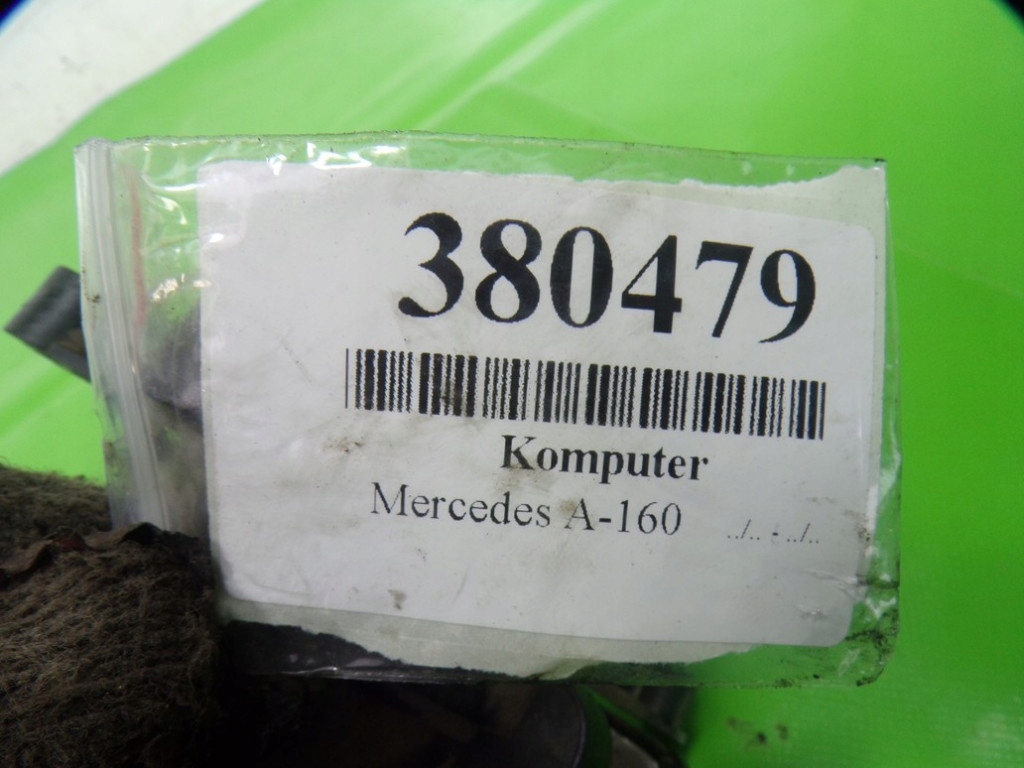 380479
Komputer
Mercedes A-160 ../.. - ../..